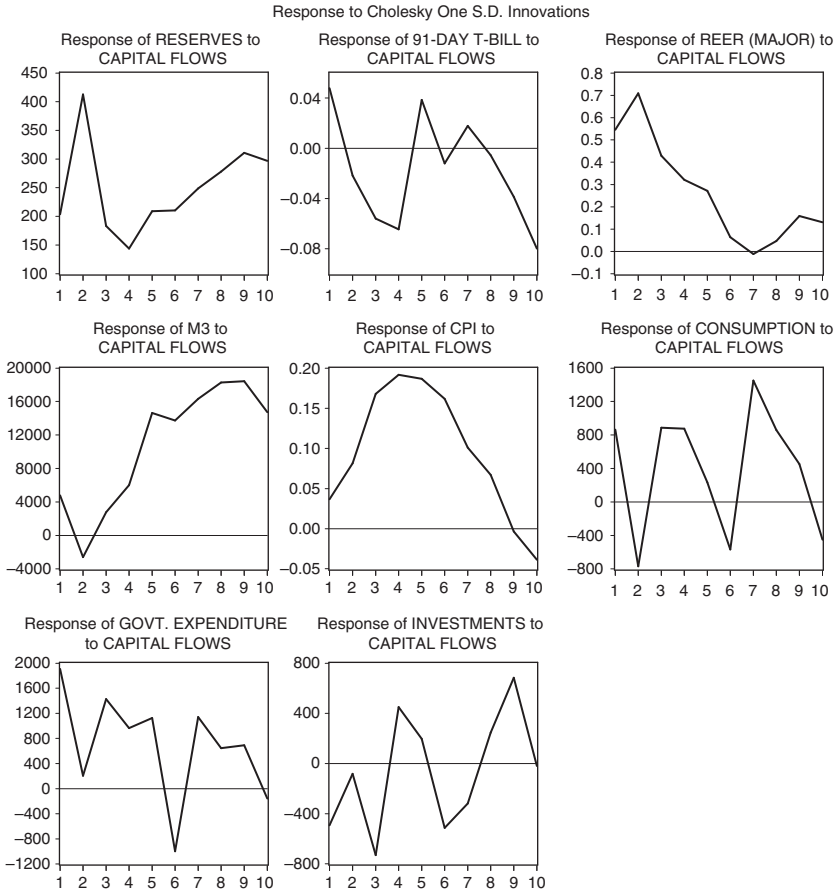 Response to Cholesky One S.D. Innovations
Response of RESERVES to
CAPITAL FLOWS
450
400
350
300
250
200
150
100
1 2 3 4 5 6 7 8 9 10
Response of 91-DAY T-BILL to
CAPITAL FLOWS
0.04
0.00
−0.04
−0.08
1 2 3 4 5 6 7 8 9 10
Response of REER (MAJOR) to
CAPITAL FLOWS
0.8
0.7
0.6
0.5
0.4
0.3
0.2
0.1
0.0
−0.1
1 2 3 4 5 6 7 8 9 10
Response of M3 to
CAPITAL FLOWS
20000
16000
12000
8000
4000
0
−4000
1 2 3 4 5 6 7 8 9 10
Response of CPI to
CAPITAL FLOWS
0.20
0.15
0.10
0.05
0.00
−0.05
1 2 3 4 5 6 7 8 9 10
Response of CONSUMPTION to
CAPITAL FLOWS
1600
1200
800
400
0
−400
−800
1 2 3 4 5 6 7 8 9 10
Response of GOVT. EXPENDITURE
to CAPITAL FLOWS
2000
1600
1200
800
400
0
−400
−800
−1200
1 2 3 4 5 6 7 8 9 10
Response of INVESTMENTS to
CAPITAL FLOWS
800
400
0
−400
−800
1 2 3 4 5 6 7 8 9 10